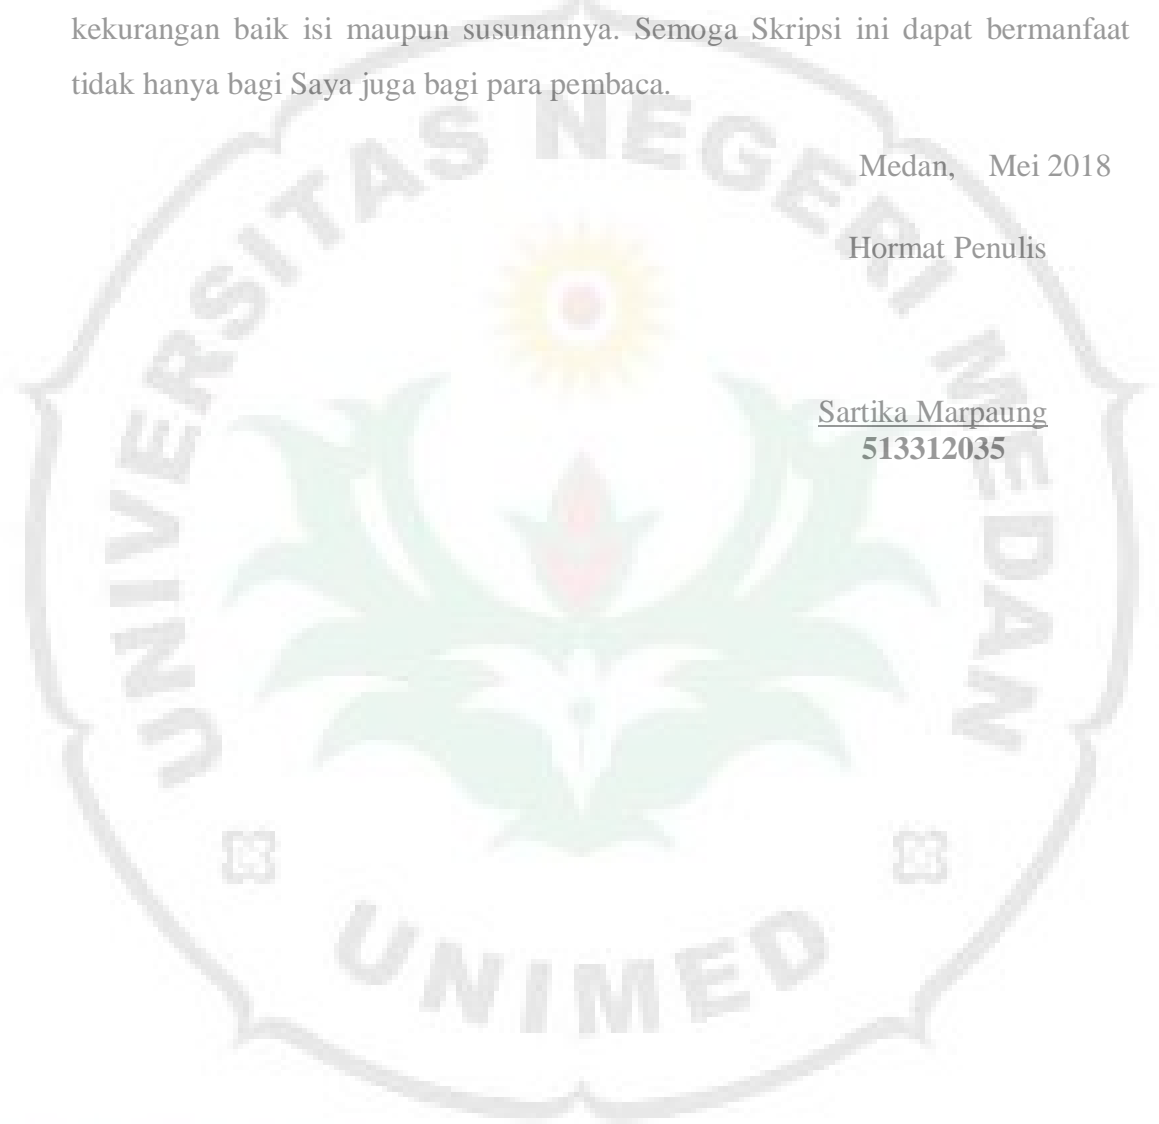 kekurangan baik isi maupun susunannya. Semoga Skripsi ini dapat bermanfaat
tidak hanya bagi Saya juga bagi para pembaca.
Medan, Mei 2018
Hormat Penulis
Sartika Marpaung
513312035
UNIVERSITAS NEGERI MEDAN
UNIMED